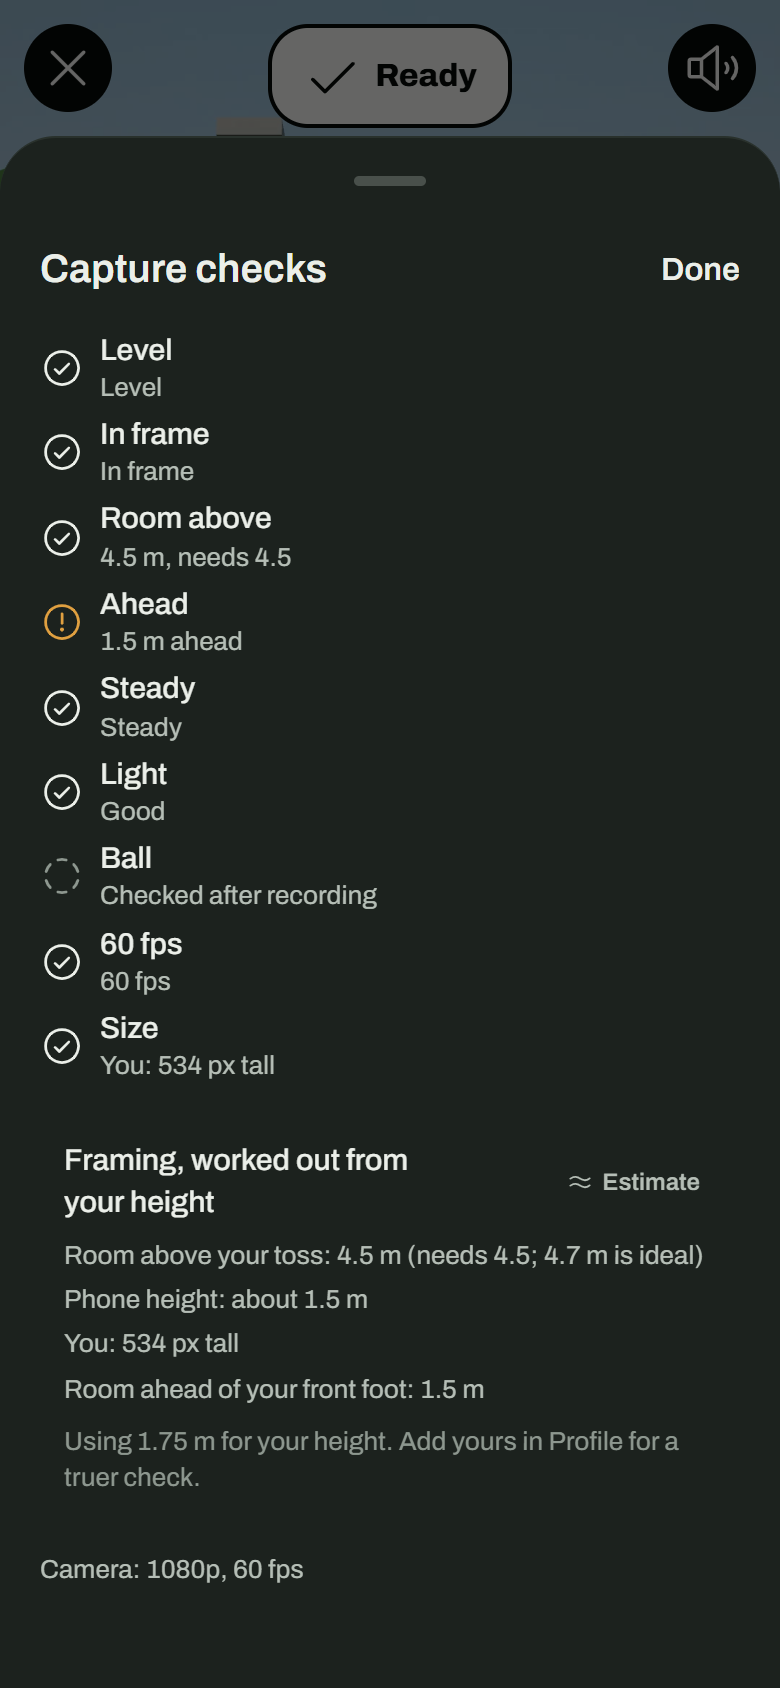 Ready
Capture checks
Done
Level
Level
In frame
In frame
Room above
4.5 m, needs 4.5
Ahead
1.5 m ahead
Steady
Steady
Light
Good
Ball
Checked after recording
60 fps
60 fps
Size
You: 534 px tall
Framing, worked out from
your height
≈ Estimate
Room above your toss: 4.5 m (needs 4.5; 4.7 m is ideal)
Phone height: about 1.5 m
You: 534 px tall
Room ahead of your front foot: 1.5 m
Using 1.75 m for your height. Add yours in Profile for a
truer check.
Camera: 1080p, 60 fps